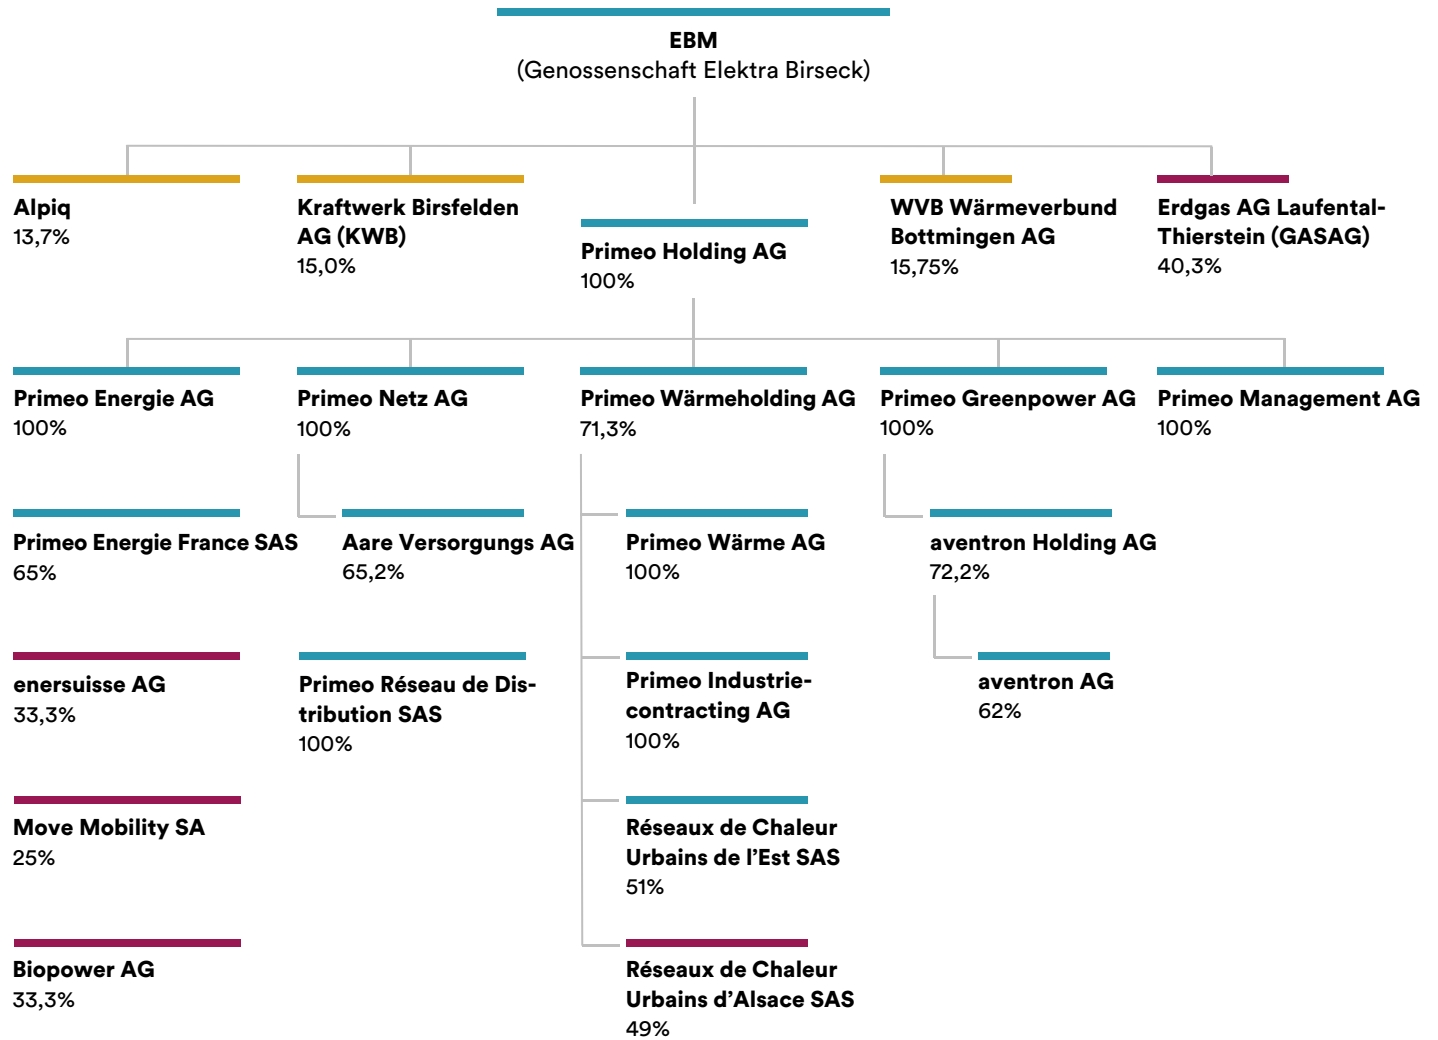 EBM
(Genossenschaft Elektra Birseck)
Alpiq
13,7%
Kraftwerk Birsfelden
AG (KWB)
15,0%
Primeo Holding AG
100%
WVB Wärmeverbund
Bottmingen AG
15,75%
Erdgas AG Laufental-
Thierstein (GASAG)
40,3%
Primeo Energie AG
100%
Primeo Netz AG
100%
Primeo Wärmeholding AG
71,3%
Primeo Greenpower AG
100%
Primeo Management AG
100%
Primeo Energie France SAS
65%
Aare Versorgungs AG
65,2%
Primeo Wärme AG
100%
aventron Holding AG
72,2%
enersuisse AG
33,3%
Primeo Réseau de Dis-
tribution SAS
100%
Primeo Industrie-
contracting AG
100%
aventron AG
62%
Move Mobility SA
25%
Réseaux de Chaleur
Urbains de l’Est SAS
51%
Biopower AG
33,3%
Réseaux de Chaleur
Urbains d’Alsace SAS
49%